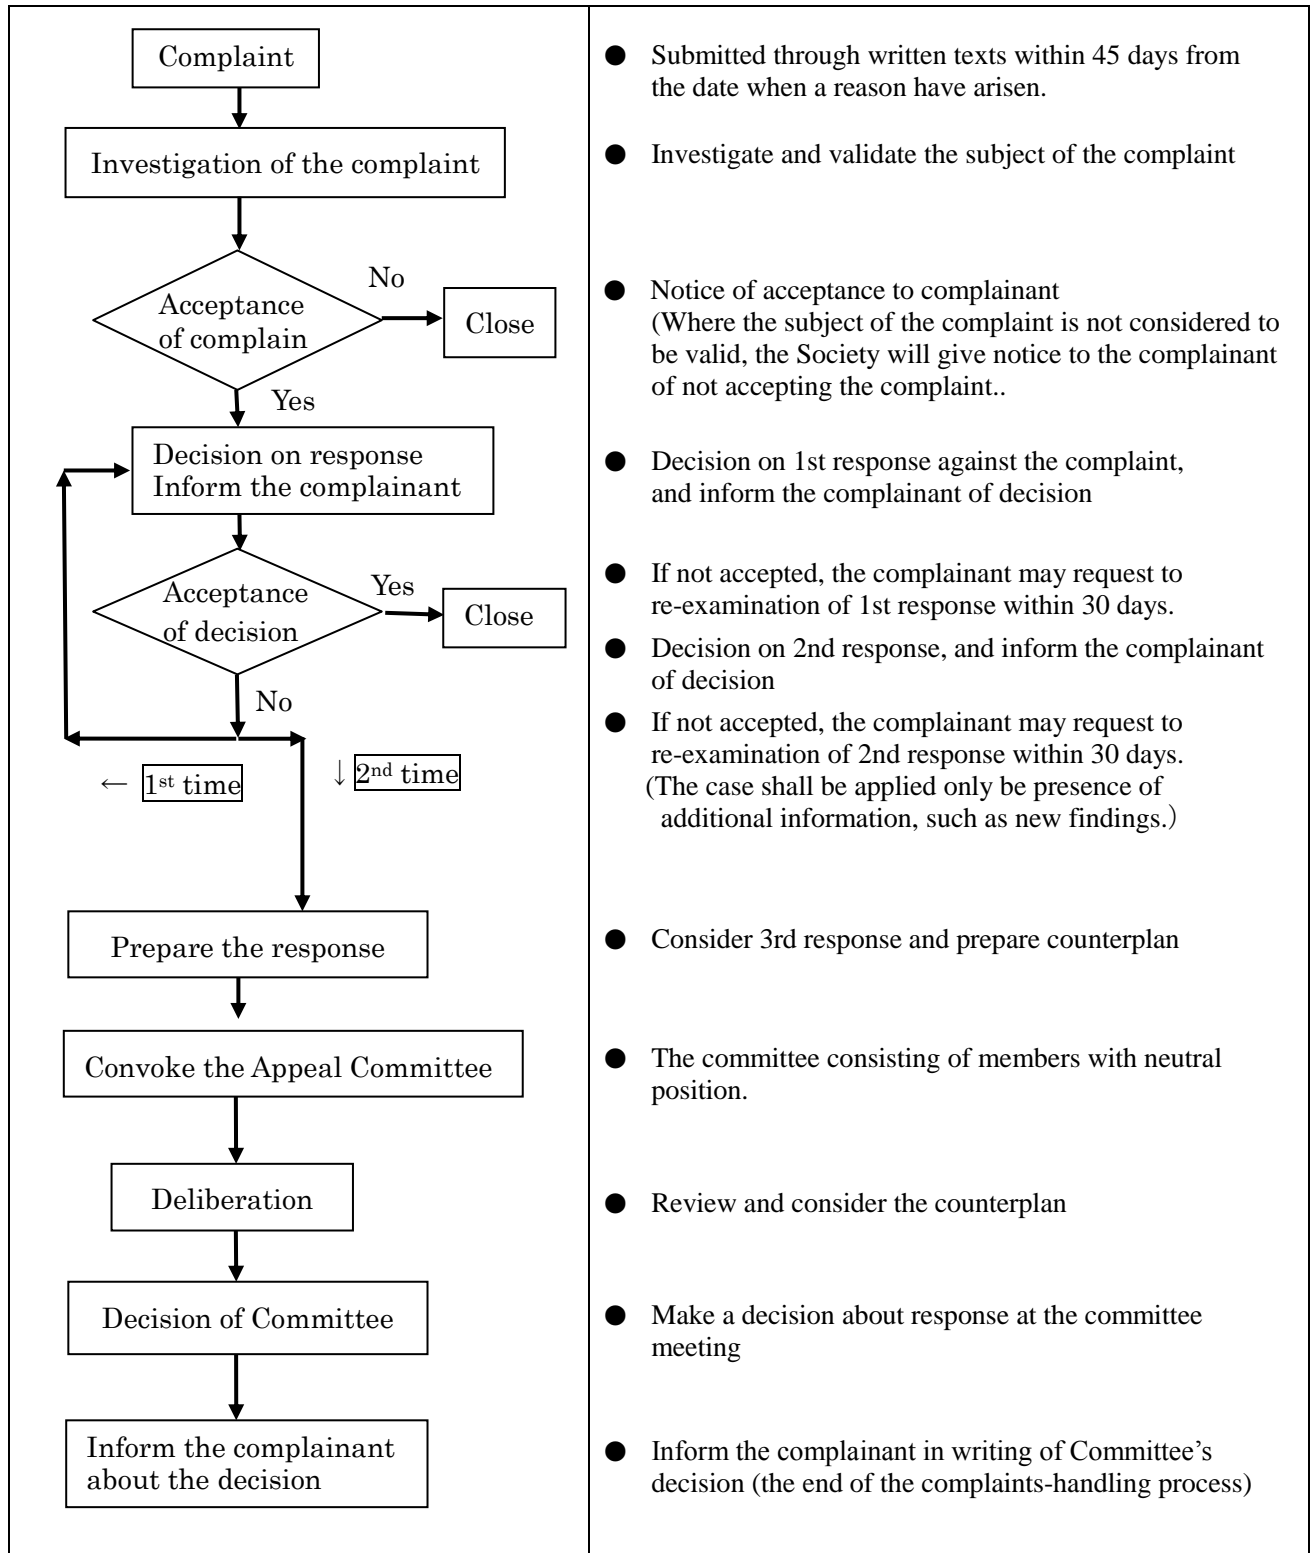 Complaint
Investigation of the complaint
Acceptance
of complain
No
Close
Yes
Decision on response
Inform the complainant
Acceptance
of decision
Yes
Close
No
← 1st time
↓ 2nd time
Prepare the response
Convoke the Appeal Committee
Deliberation
Decision of Committee
Inform the complainant
about the decision
● Submitted through written texts within 45 days from
the date when a reason have arisen.
● Investigate and validate the subject of the complaint
● Notice of acceptance to complainant
(Where the subject of the complaint is not considered to
be valid, the Society will give notice to the complainant
of not accepting the complaint..
● Decision on 1st response against the complaint,
and inform the complainant of decision
● If not accepted, the complainant may request to
re-examination of 1st response within 30 days.
● Decision on 2nd response, and inform the complainant
of decision
● If not accepted, the complainant may request to
re-examination of 2nd response within 30 days.
(The case shall be applied only be presence of
additional information, such as new findings.）
● Consider 3rd response and prepare counterplan
● The committee consisting of members with neutral
position.
● Review and consider the counterplan
● Make a decision about response at the committee
meeting
● Inform the complainant in writing of Committee's
decision (the end of the complaints-handling process)